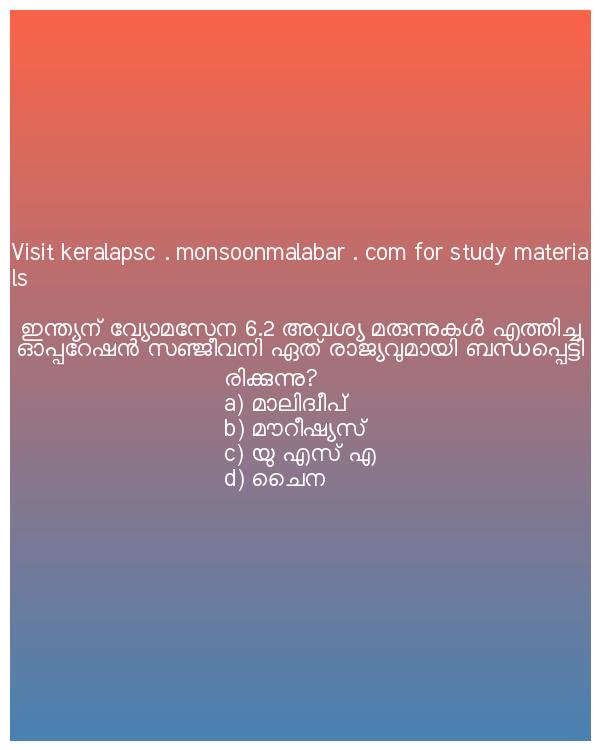 Visit keralapsc . monsoonmalabar . com for study materia
ls
ഇന്ത്യന് വ്യോമസേന 6.2 അവശ്യ മരുന്നുകൾ എത്തിച്ച
ഓപ്പറേഷൻ സഞ്ജീവനി ഏത് രാജ്യവുമായി ബന്ധപ്പെട്ടി
രിക്കുന്നു?
a) മാലിദ്വീപ്
b) മൗറീഷ്യസ്
c) യു എസ് എ
d) ചൈന